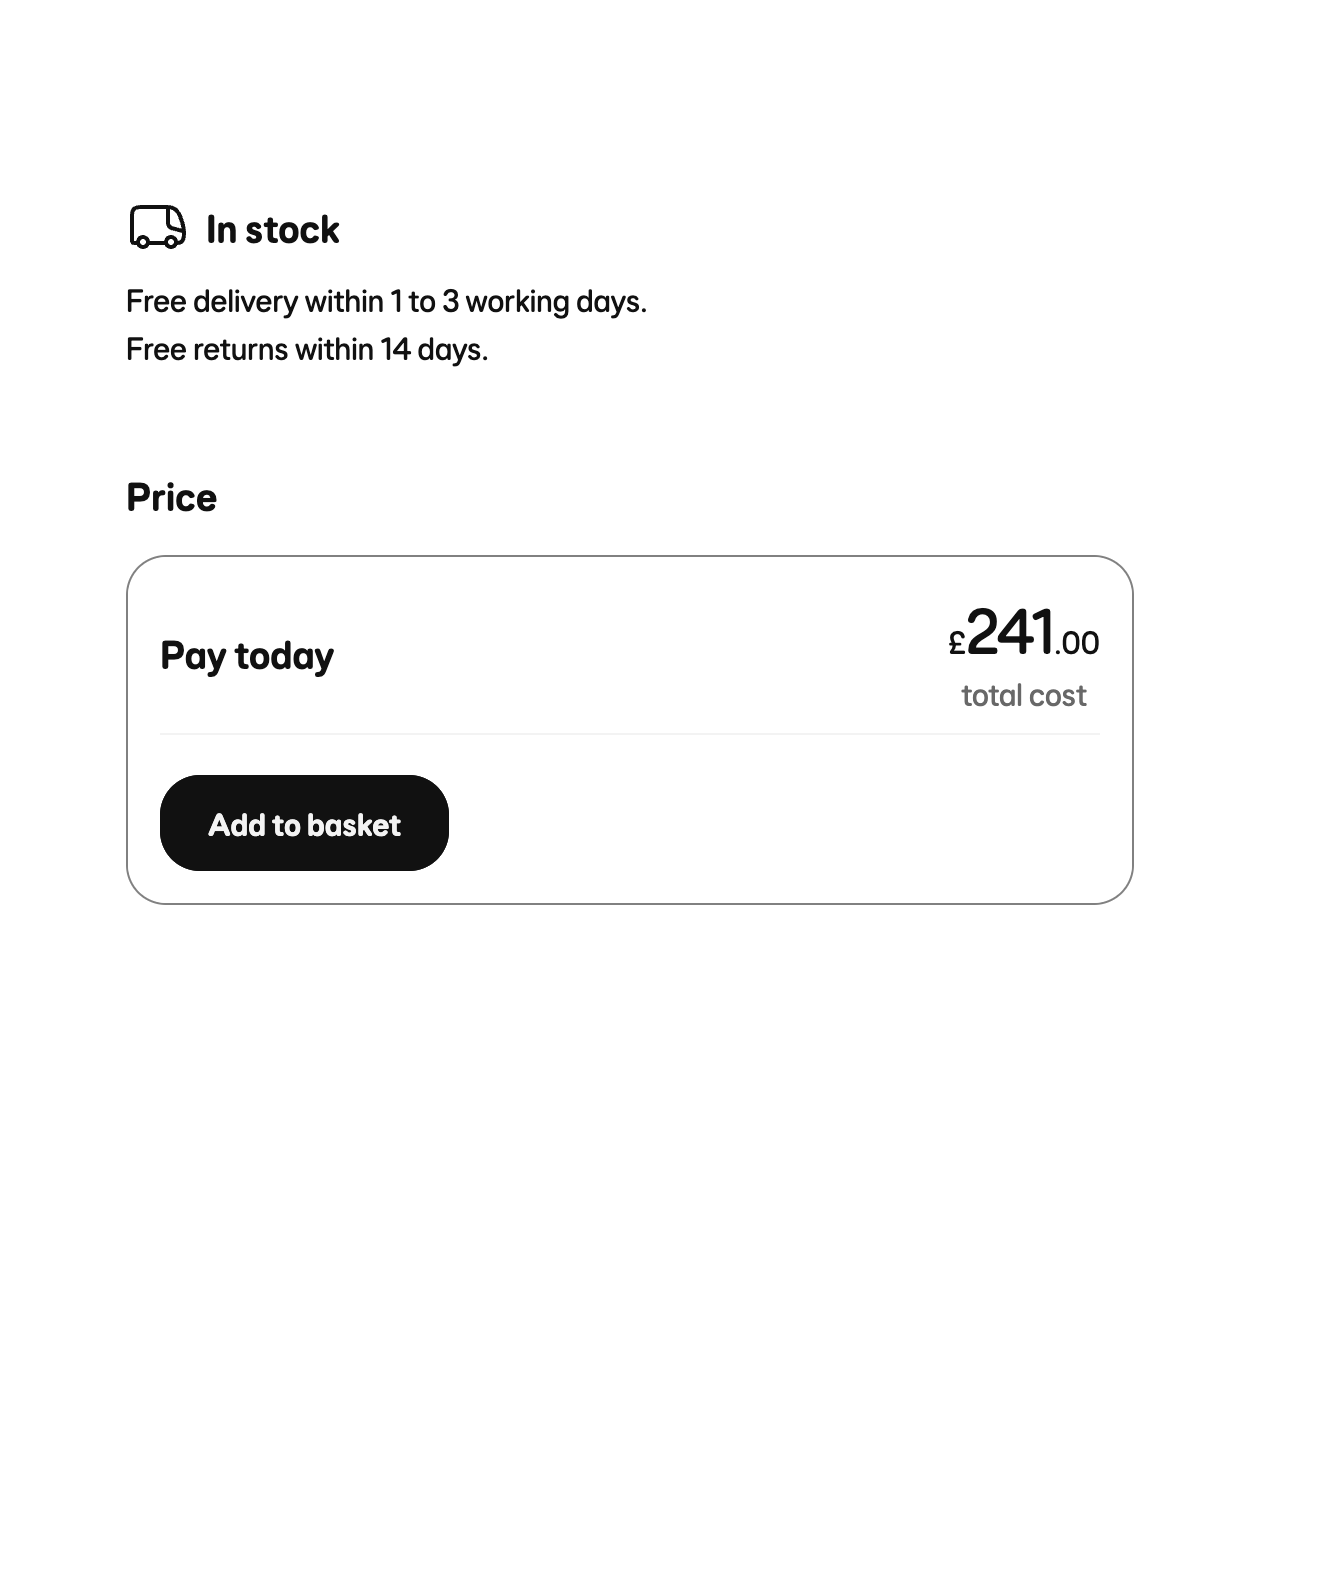 In stock
Free delivery within 1 to 3 working days.
Free returns within 14 days.
Price
Pay today
£241.00
total cost
Add to basket